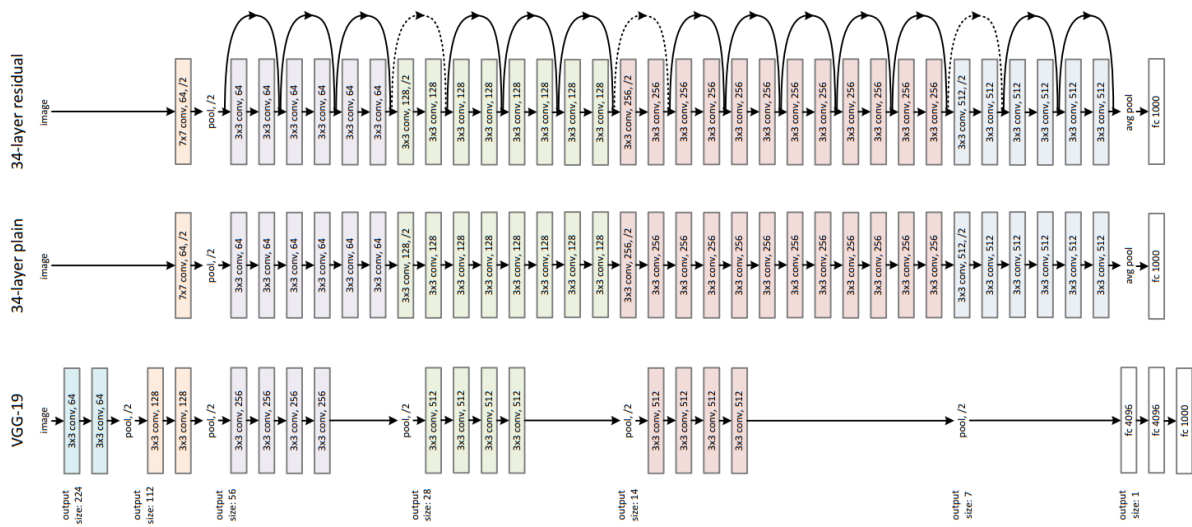 34-layer residual
image
7x7 conv, 64, /2
pool, /2
3x3 conv, 64
3x3 conv, 64
3x3 conv, 64
3x3 conv, 64
3x3 conv, 64
3x3 conv, 64
3x3 conv, 128, /2
3x3 conv, 128
3x3 conv, 128
3x3 conv, 128
3x3 conv, 128
3x3 conv, 128
3x3 conv, 128
3x3 conv, 128
3x3 conv, 256, /2
3x3 conv, 256
3x3 conv, 256
3x3 conv, 256
3x3 conv, 256
3x3 conv, 256
3x3 conv, 256
3x3 conv, 256
3x3 conv, 256
3x3 conv, 256
3x3 conv, 256
3x3 conv, 256
3x3 conv, 512, /2
3x3 conv, 512
3x3 conv, 512
3x3 conv, 512
3x3 conv, 512
3x3 conv, 512
avg pool
fc 1000
34-layer plain
image
7x7 conv, 64, /2
pool, /2
3x3 conv, 64
3x3 conv, 64
3x3 conv, 64
3x3 conv, 64
3x3 conv, 64
3x3 conv, 64
3x3 conv, 128, /2
3x3 conv, 128
3x3 conv, 128
3x3 conv, 128
3x3 conv, 128
3x3 conv, 128
3x3 conv, 128
3x3 conv, 128
3x3 conv, 256, /2
3x3 conv, 256
3x3 conv, 256
3x3 conv, 256
3x3 conv, 256
3x3 conv, 256
3x3 conv, 256
3x3 conv, 256
3x3 conv, 256
3x3 conv, 256
3x3 conv, 256
3x3 conv, 256
3x3 conv, 512, /2
3x3 conv, 512
3x3 conv, 512
3x3 conv, 512
3x3 conv, 512
3x3 conv, 512
avg pool
fc 1000
VGG-19
image
3x3 conv, 64
3x3 conv, 64
pool, /2
3x3 conv, 128
3x3 conv, 128
pool, /2
3x3 conv, 256
3x3 conv, 256
3x3 conv, 256
3x3 conv, 256
pool, /2
3x3 conv, 512
3x3 conv, 512
3x3 conv, 512
3x3 conv, 512
pool, /2
3x3 conv, 512
3x3 conv, 512
3x3 conv, 512
3x3 conv, 512
pool, /2
fc 4096
fc 4096
fc 1000
output
size: 224
output
size: 112
output
size: 56
output
size: 28
output
size: 14
output
size: 7
output
size: 1